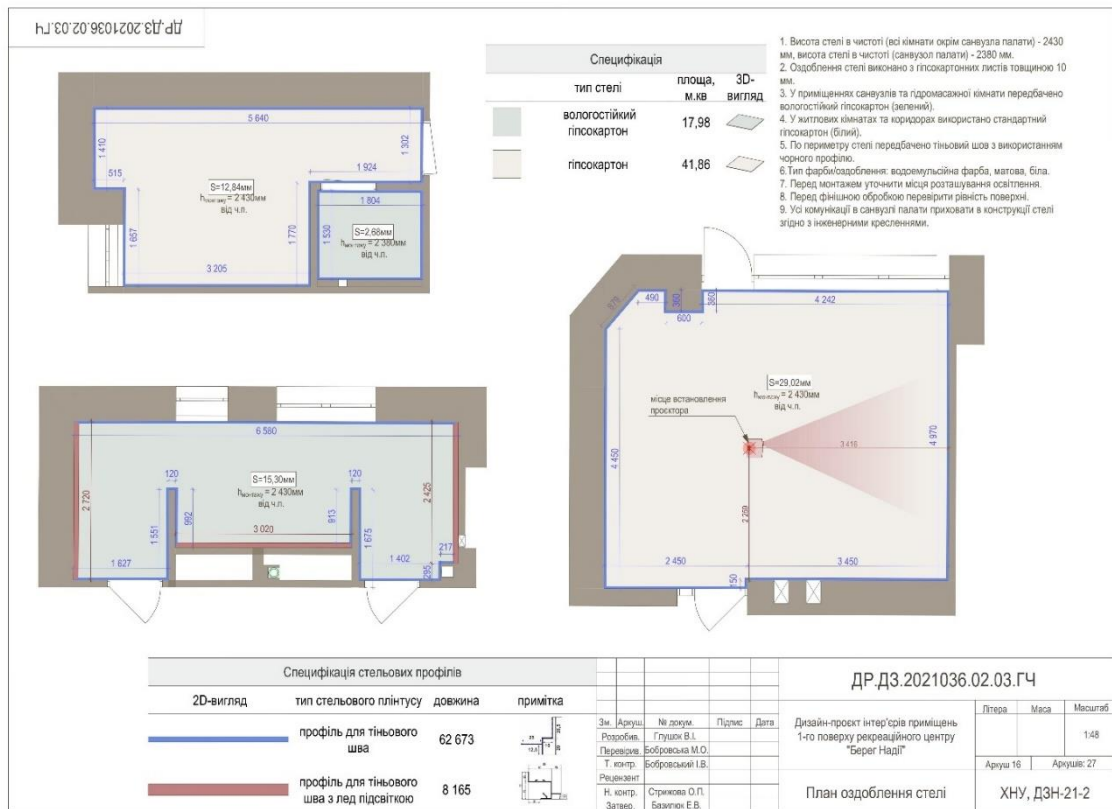 ДР.ДЗ.2021036.02.03.ГЧ
Специфікація
тип стелі
площа, м.кв
3D-вигляд
вологостійкий гіпсокартон
17,98
гіпсокартон
41,86
1. Висота стелі в чистоті (всі кімнати окрім санвузла палати) - 2430
мм, висота стелі в чистоті (санвузол палати) - 2380 мм.
2. Оздоблення стелі виконано з гіпсокартонних листів товщиною 10
мм.
3. У приміщеннях санвузлів та гідромасажної кімнати передбачено
вологостійкий гіпсокартон (зелений).
4. У житлових кімнатах та коридорах використано стандартний
гіпсокартон (білий).
5. По периметру стелі передбачено тіньовий шов з використанням
чорного профілю.
6.Тип фарби/оздоблення: водоемульсійна фарба, матова, біла.
7. Перед монтажем уточнити місця розташування освітлення.
8. Перед фінішною обробкою перевірити рівність поверхні.
9. Усі комунікації в санвузлі палати приховати в конструкції стелі
згідно з інженерними кресленнями.
5 640
1 410
1 302
515
1 924
S=12,84мм
hмонтажу = 2 430мм
від ч.п.
1 804
1 530
S=2,68мм
hмонтажу = 2 380мм
від ч.п.
1 657
1 770
3 205
490
360
360
4 242
879
600
S=29,02мм
hмонтажу = 2 430мм
від ч.п.
місце встановлення
проєктора
3 418
4 450
4 970
2 259
2 450
3 450
150
6 580
S=15,30мм
hмонтажу = 2 430мм
від ч.п.
120
120
2 720
2 425
1 551
992
913
1 675
3 020
1 627
1 402
217
295
Специфікація стельових профілів
2D-вигляд
тип стельового плінтусу
довжина
примітка
профіль для тіньового
шва
62 673
профіль для тіньового
шва з лед підсвіткою
8 165
ДР.ДЗ.2021036.02.03.ГЧ
Зм.
Аркуш.
№ докум.
Підпис
Дата
Розробив.
Глушок В.І.
Перевірив.
Бобровська М.О.
Т. контр.
Бобровський І.В.
Рецензент
Н. контр.
Стрижова О.П.
Затвер.
Базилюк Е.В.
Дизайн-проєкт інтер'єрів приміщень
1-го поверху рекреаційного центру
"Берег Надії"
План оздоблення стелі
Літера
Маса
Масштаб
1:48
Аркуш 16
Аркушів: 27
ХНУ, ДЗН-21-2